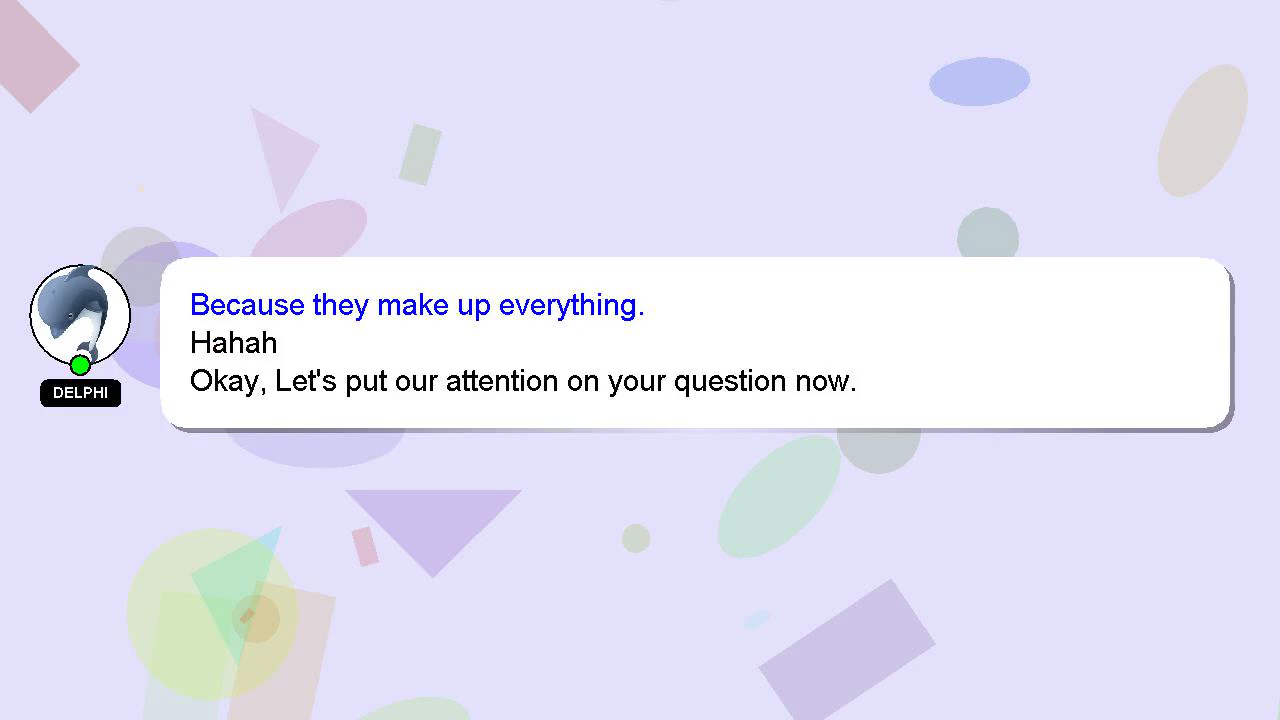 Because they make up everything.
Hahah
Okay, Let's put our attention on your question now.
DELPHI